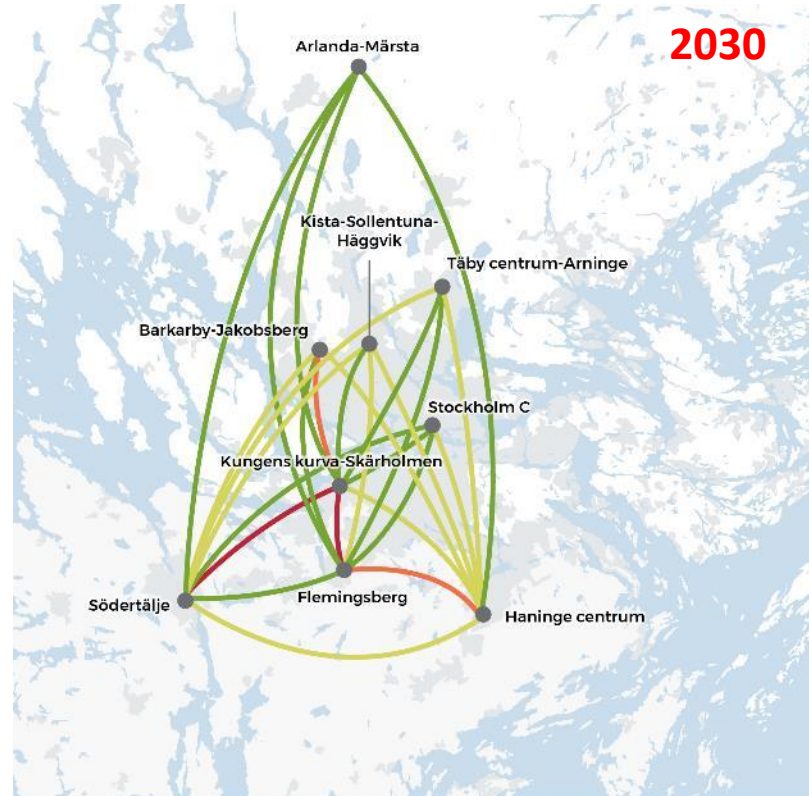 2030
Arlanda-Märsta
Kista-Sollentuna-
Häggvik
Täby centrum-Arninge
Barkarby-Jakobsberg
Stockholm C
Kungens kurva-Skärholmen
Flemingsberg
Södertälje
Haninge centrum